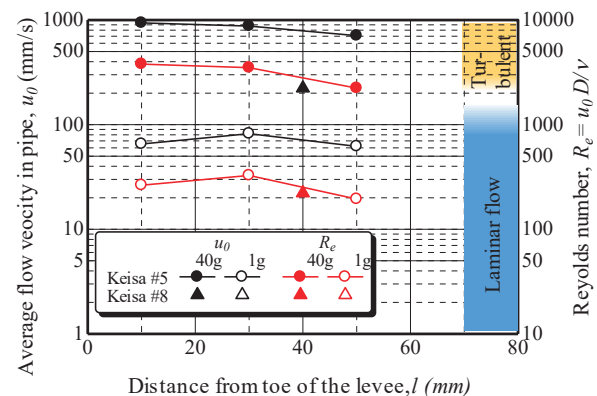 Average flow veocity in pipe, u0 (mm/s)
1000
500
100
50
10
5
1
10000
5000
1000
500
100
50
10
Reyolds number, Re= u0 D/ν
Tur-
bulent
Laminar flow
u0 Re
40g 1g 40g 1g
Keisa #5
Keisa #8
0 20 40 60 80
Distance from toe of the levee,l (mm)